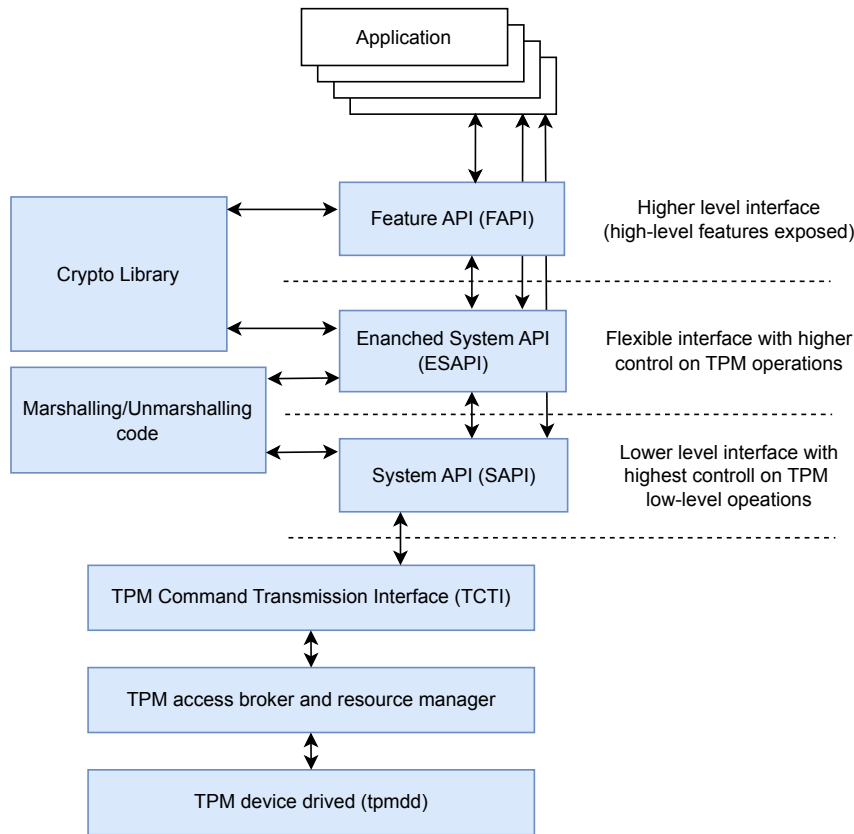 Application
Feature API (FAPI)
Higher level interface
(high-level features exposed)
Crypto Library
Enanched System API
(ESAPI)
Flexible interface with higher
control on TPM operations
Marshalling/Unmarshalling
code
System API (SAPI)
Lower level interface with
highest controll on TPM
low-level opeations
TPM Command Transmission Interface (TCTI)
TPM access broker and resource manager
TPM device drived (tpmdd)